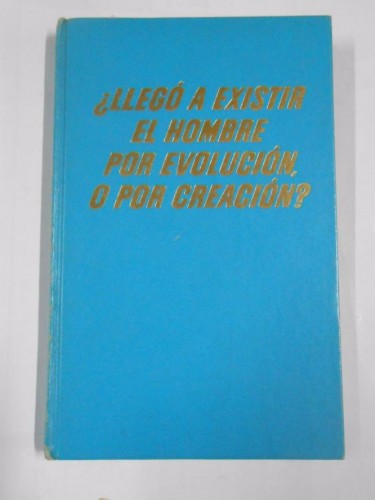 ¿LLEGÓ A EXISTIR
EL HOMBRE
POR EVOLUCIÓN,
O POR CREACIÓN?